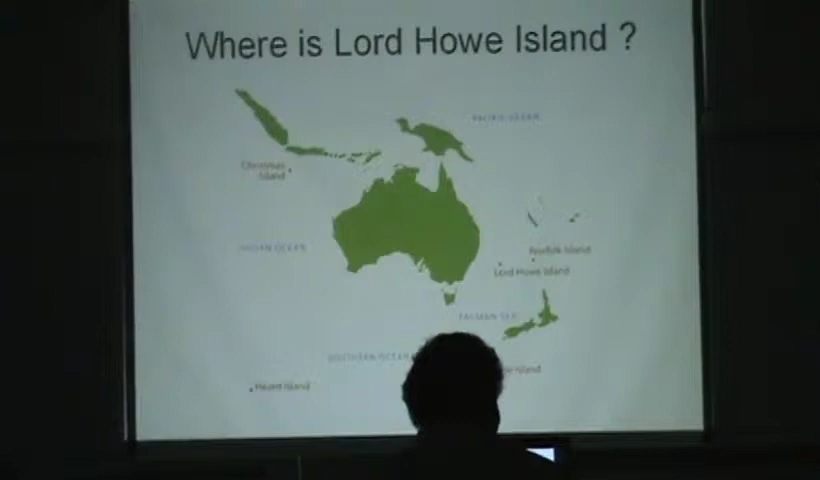 Where is Lord Howe Island ?
PACIFIC OCEAN
Christmas
Island
INDIAN OCEAN
Norfolk Island
Lord Howe Island
TASMAN SEA
SOUTHERN OCEAN
Island
Heard Island